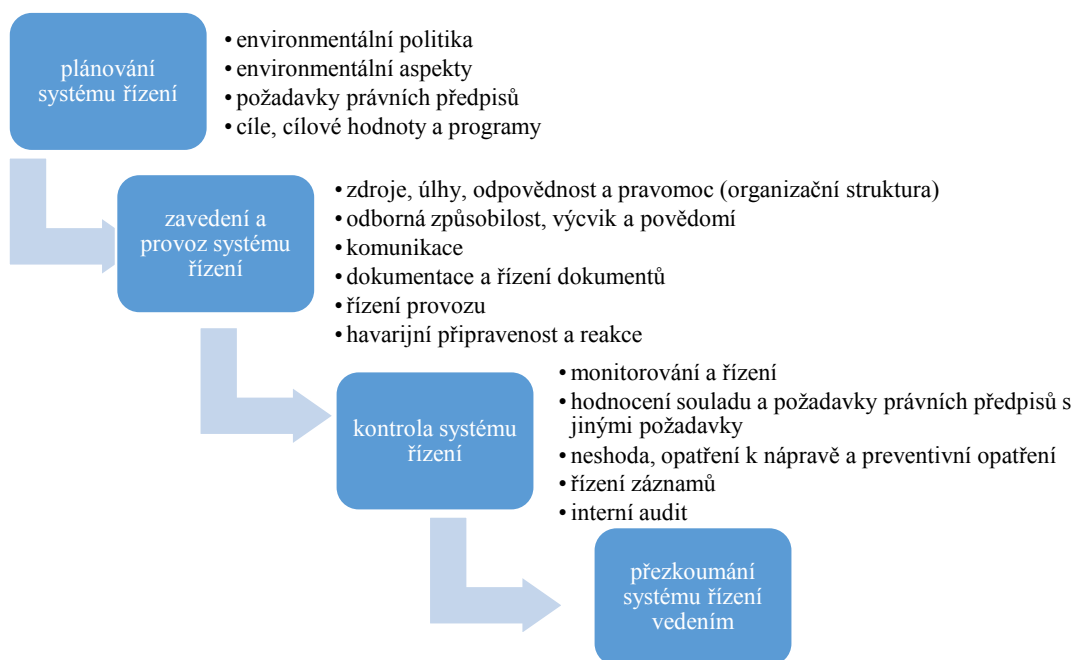 plánování
systému řízení
• environmentální politika
• environmentální aspekty
• požadavky právních předpisů
• cíle, cílové hodnoty a programy
zavedení a
provoz systému
řízení
• zdroje, úlhy, odpovědnost a pravomoc (organizační struktura)
• odborná způsobilost, výcvik a povědomí
• komunikace
• dokumentace a řízení dokumentů
• řízení provozu
• havarijní připravenost a reakce
kontrola systému
řízení
• monitorování a řízení
• hodnocení souladu a požadavky právních předpisů s
jinými požadavky
• neshoda, opatření k nápravě a preventivní opatření
• řízení záznamů
• interní audit
přezkoumání
systému řízení
vedením